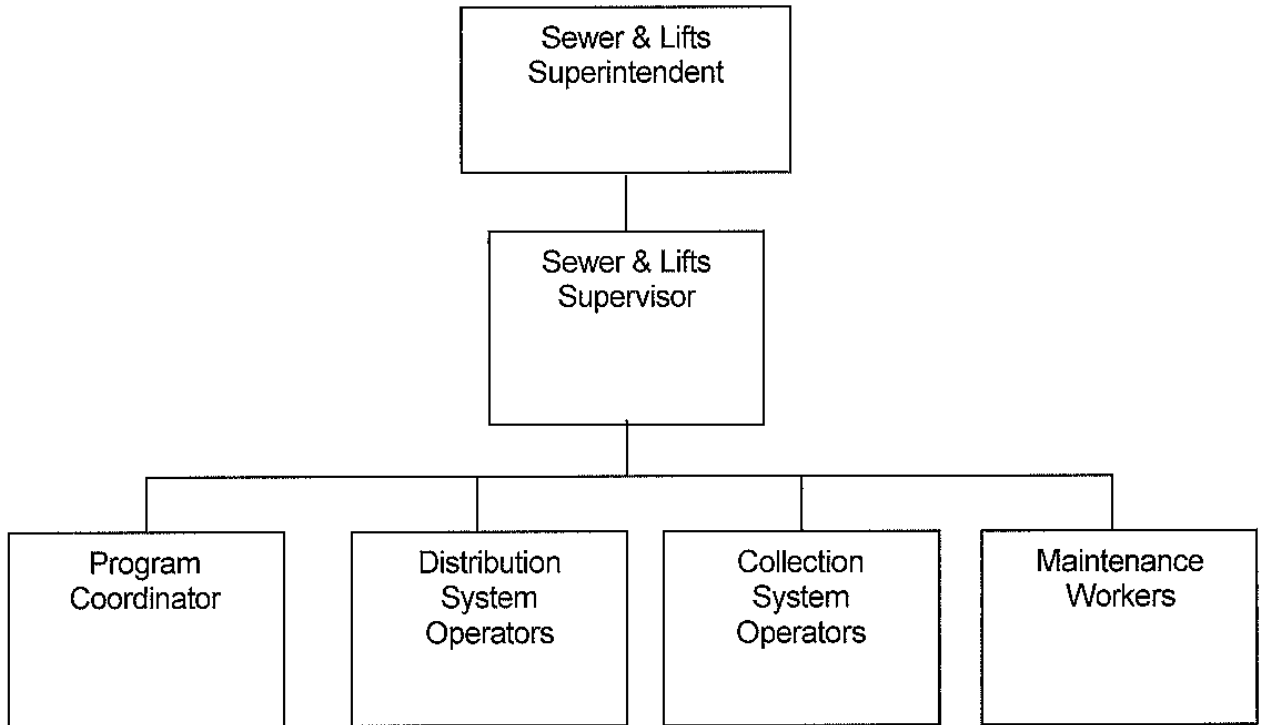 Sewer & Lifts
Superintendent
Sewer & Lifts
Supervisor
Program
Coordinator
Distribution
System
Operators
Collection
System
Operators
Maintenance
Workers